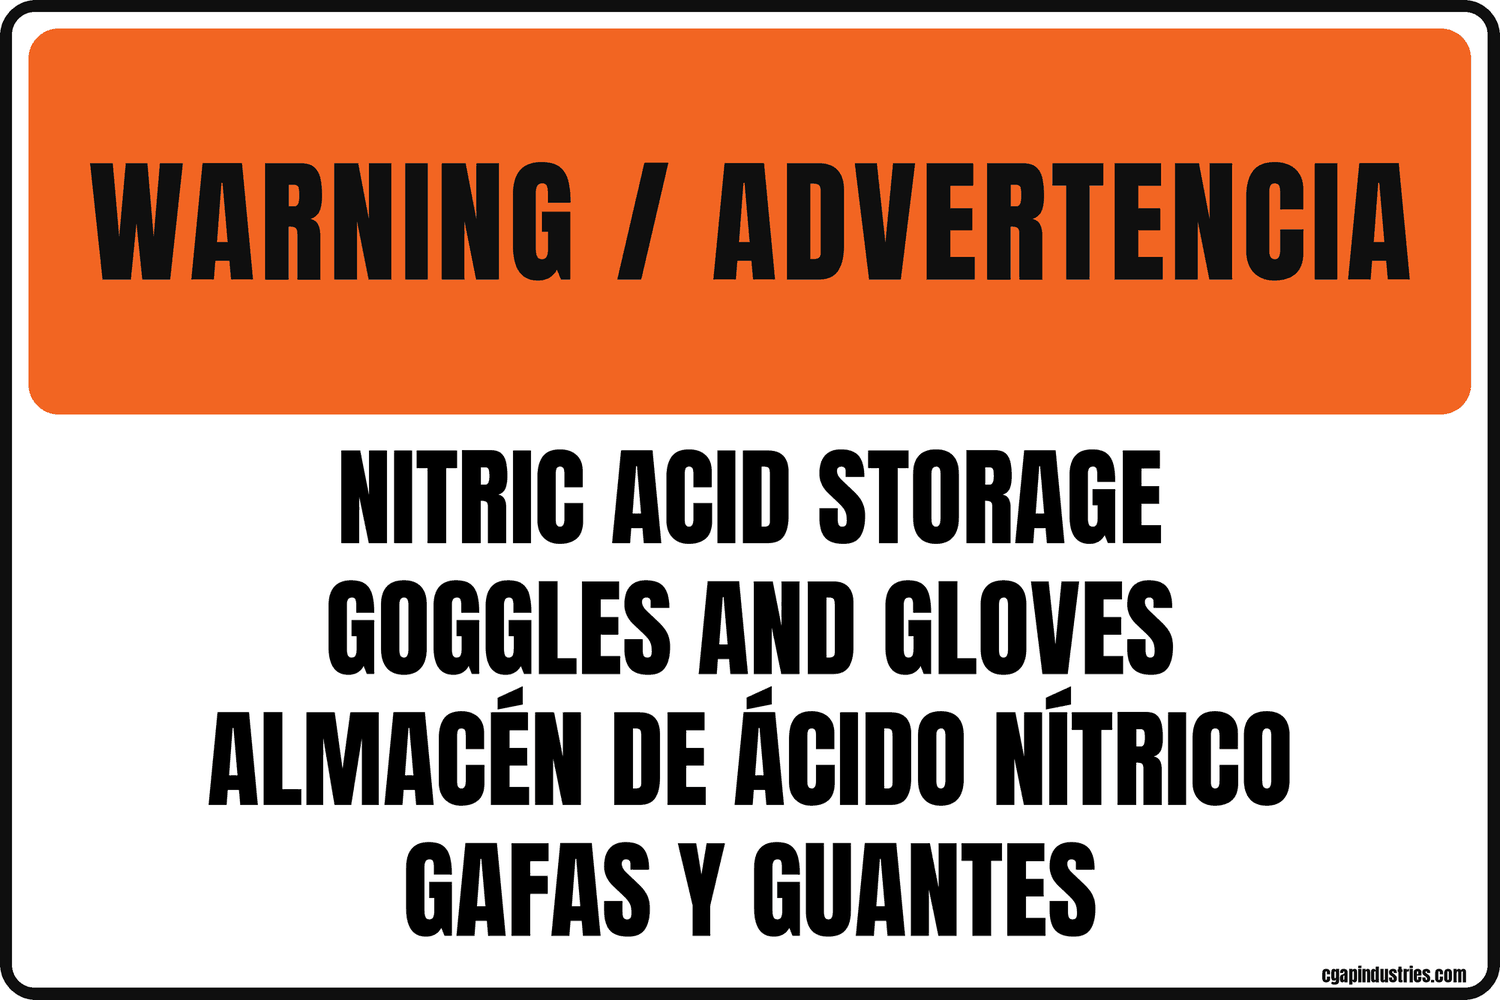 WARNING / ADVERTENCIA
NITRIC ACID STORAGE
GOGGLES AND GLOVES
ALMACÉN DE ÁCIDO NÍTRICO
GAFAS Y GUANTES
cgapindustries.com